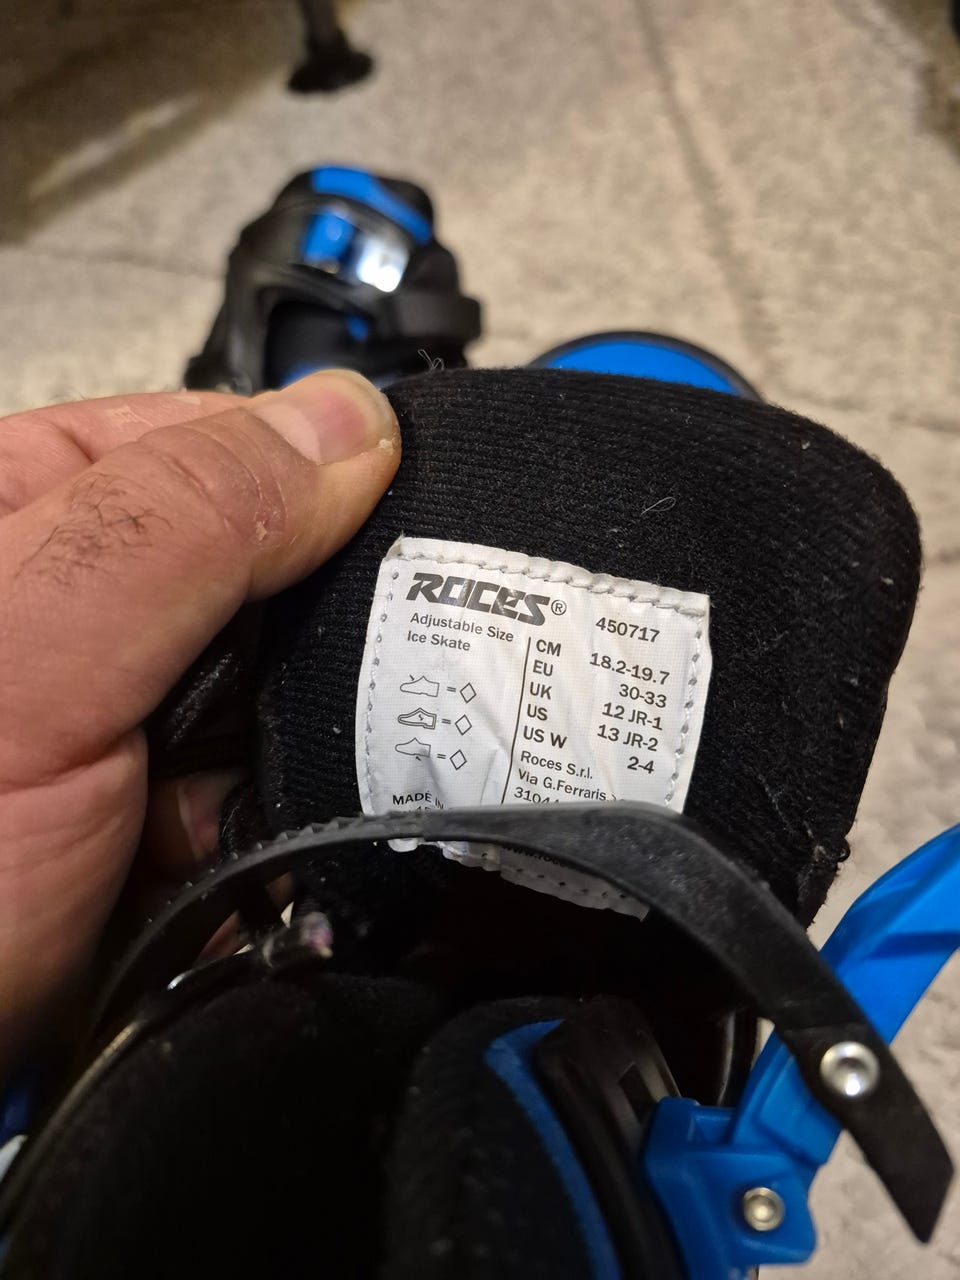 ROCES®
450717
Adjustable Size
Ice Skate
CM 18.2-19.7
EU 30-33
UK 12 JR-1
US 13 JR-2
US W 2-4
Roces S.r.l.
Via G.Ferraris,
MADE IN